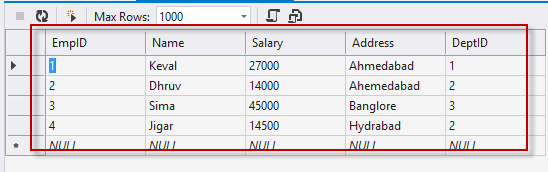 Max Rows: 1000
EmpID Name Salary Address DeptID
1 Keval 27000 Ahmedabad 1
2 Dhruv 14000 Ahemedabad 2
3 Sima 45000 Banglore 3
4 Jigar 14500 Hydrabad 2
NULL NULL NULL NULL NULL